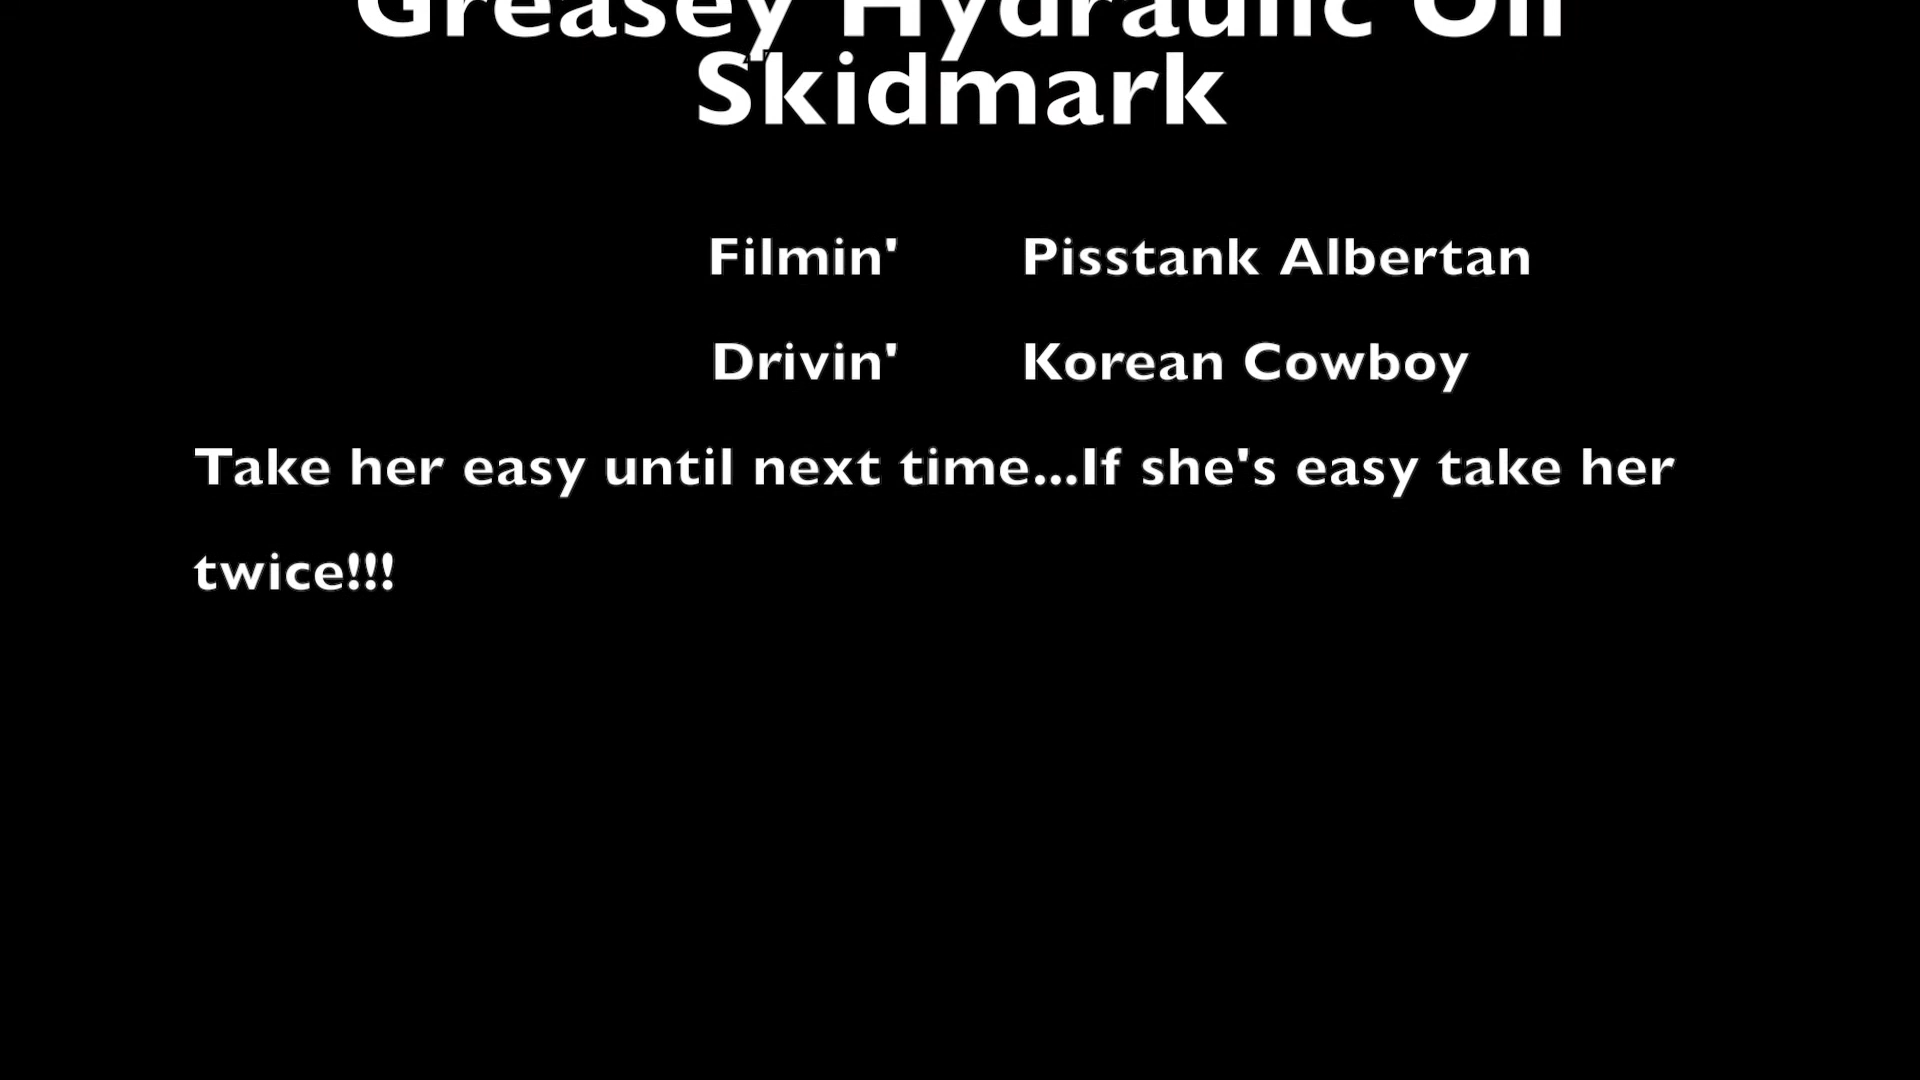 Greasey Hydraulic Oil
Skidmark
Filmin' Pisstank Albertan
Drivin' Korean Cowboy
Take her easy until next time...If she's easy take her
twice!!!